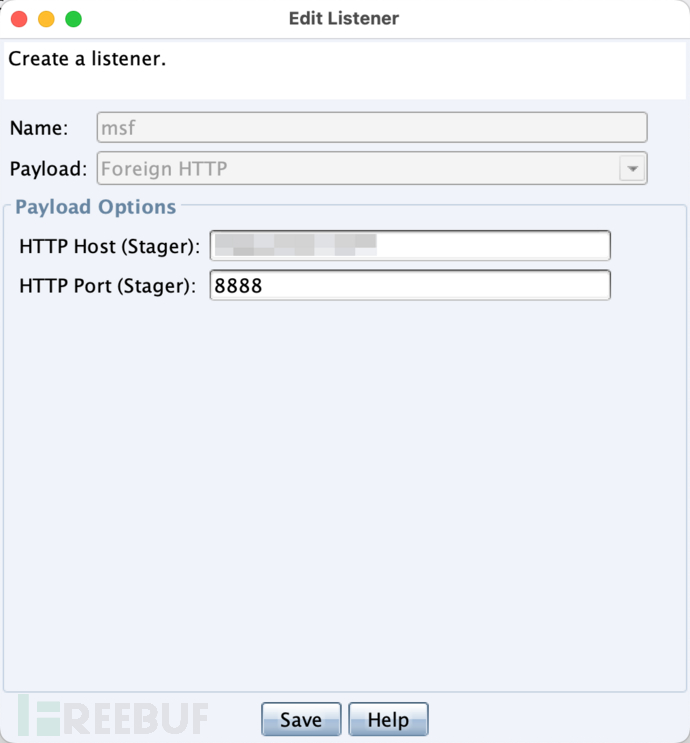 Edit Listener
Create a listener.
Name: msf
Payload: Foreign HTTP
Payload Options
HTTP Host (Stager):
HTTP Port (Stager): 8888
Save Help
FREEBUF